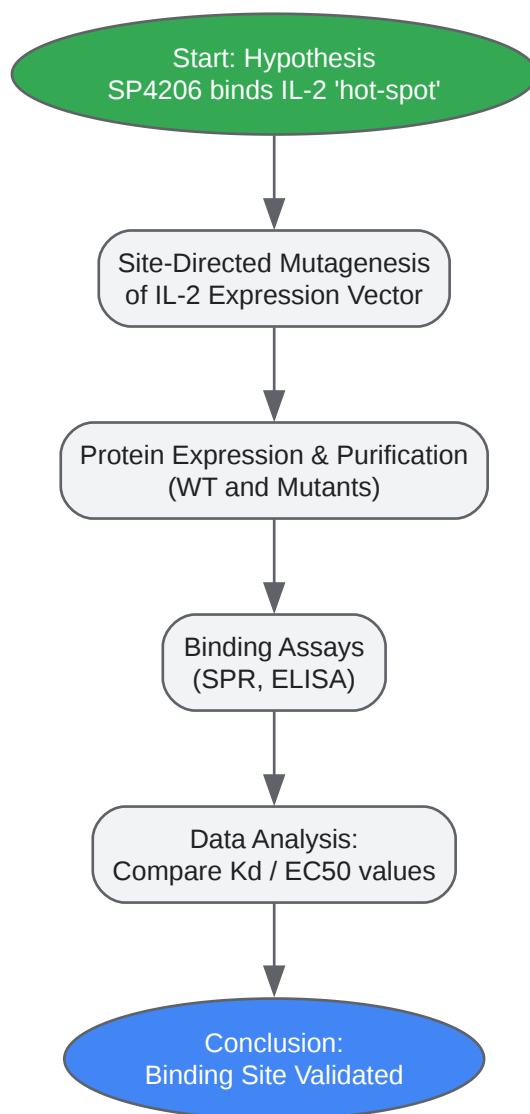 Start: Hypothesis
SP4206 binds IL-2 'hot-spot'
Site-Directed Mutagenesis
of IL-2 Expression Vector
Protein Expression & Purification
(WT and Mutants)
Binding Assays
(SPR, ELISA)
Data Analysis:
Compare Kd / EC50 values
Conclusion:
Binding Site Validated